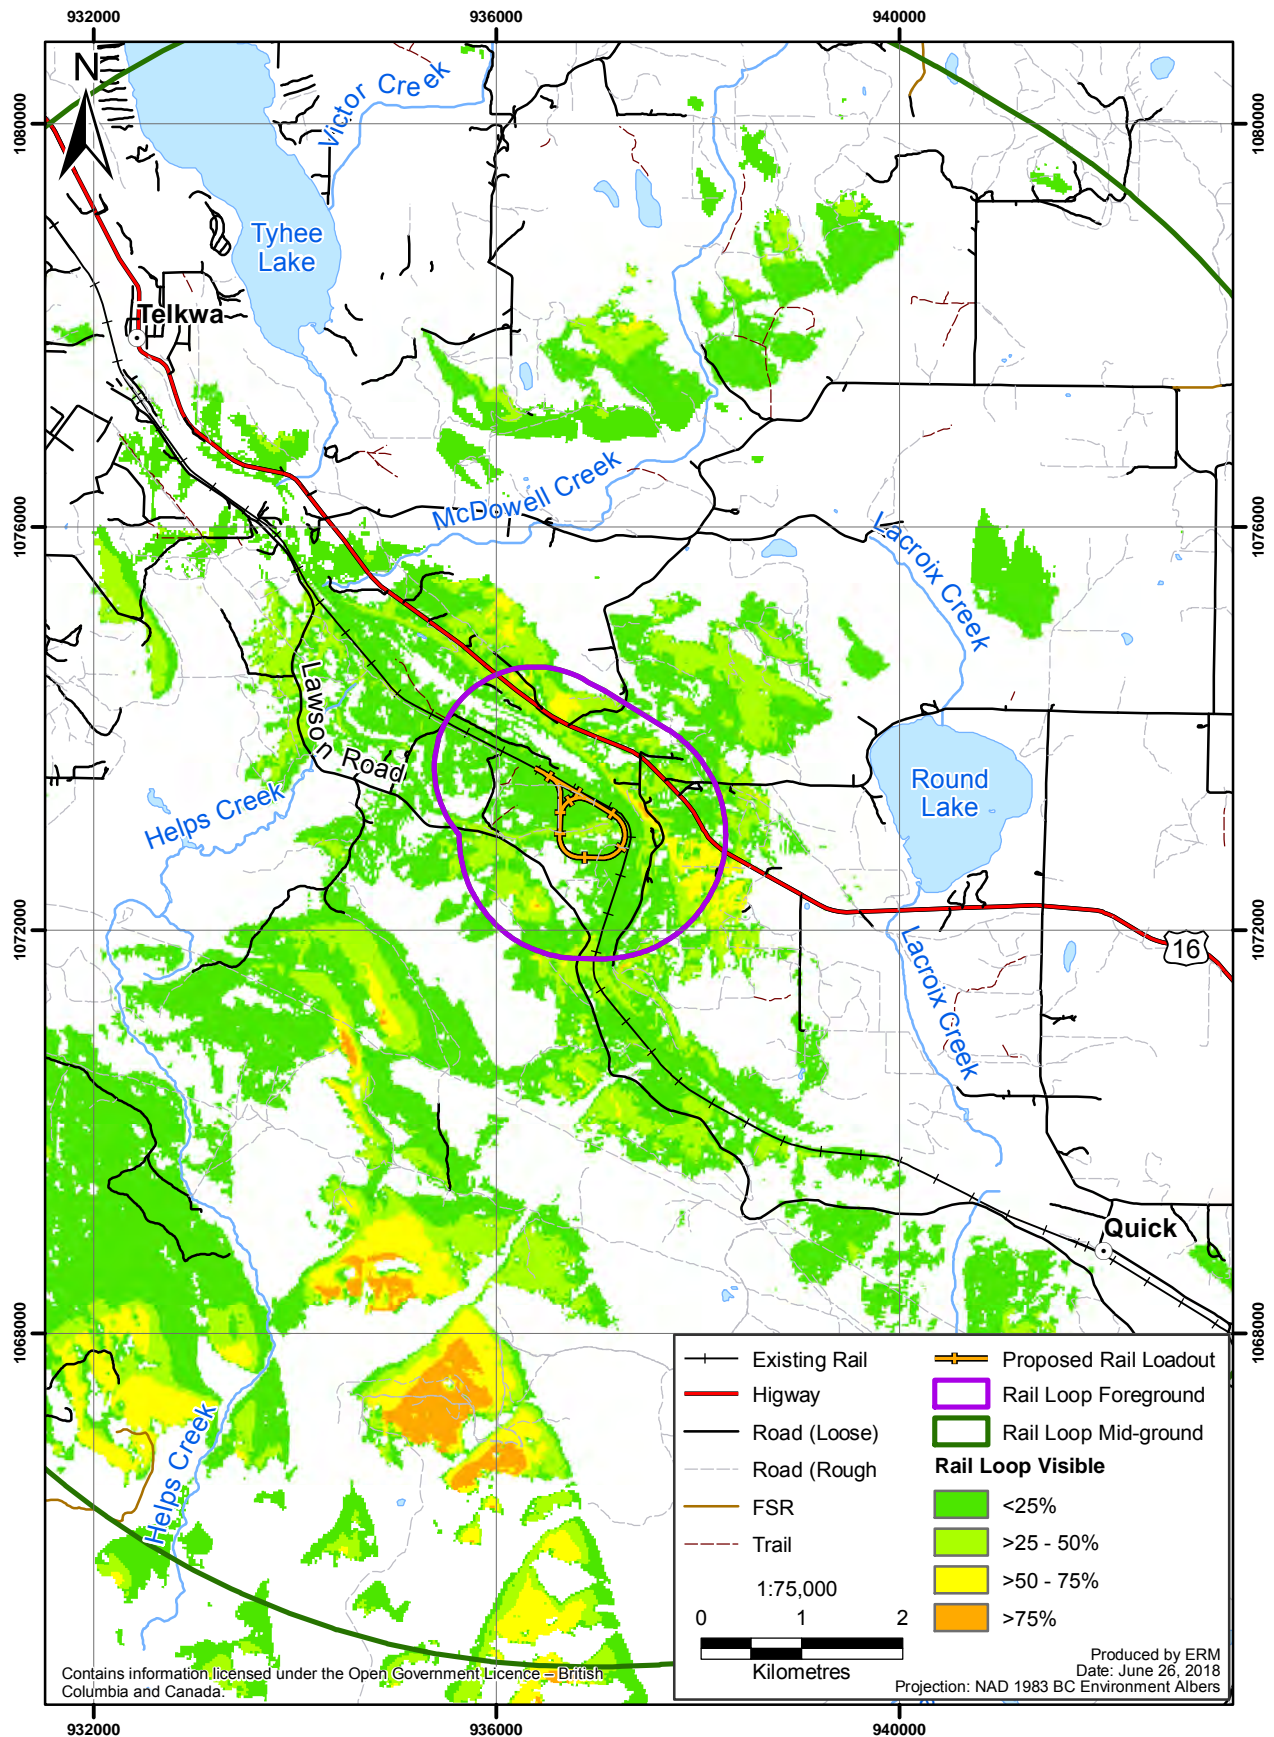 932000
936000
940000
N
1080000
1080000
Victor Creek
Tyhee
Lake
Telkwa
McDowell Creek
1076000
1076000
Lacroix Creek
Lawson Road
Round
Lake
Helps Creek
1072000
1072000
16
Lacroix Creek
Quick
1068000
1068000
Helps Creek
Existing Rail
Higway
Road (Loose)
Road (Rough
FSR
Trail
Proposed Rail Loadout
Rail Loop Foreground
Rail Loop Mid-ground
Rail Loop Visible
<25%
>25 - 50%
>50 - 75%
>75%
1:75,000
0 1 2
Kilometres
Produced by ERM
Date: June 26, 2018
Projection: NAD 1983 BC Environment Albers
Contains information licensed under the Open Government Licence – British
Columbia and Canada.
932000
936000
940000